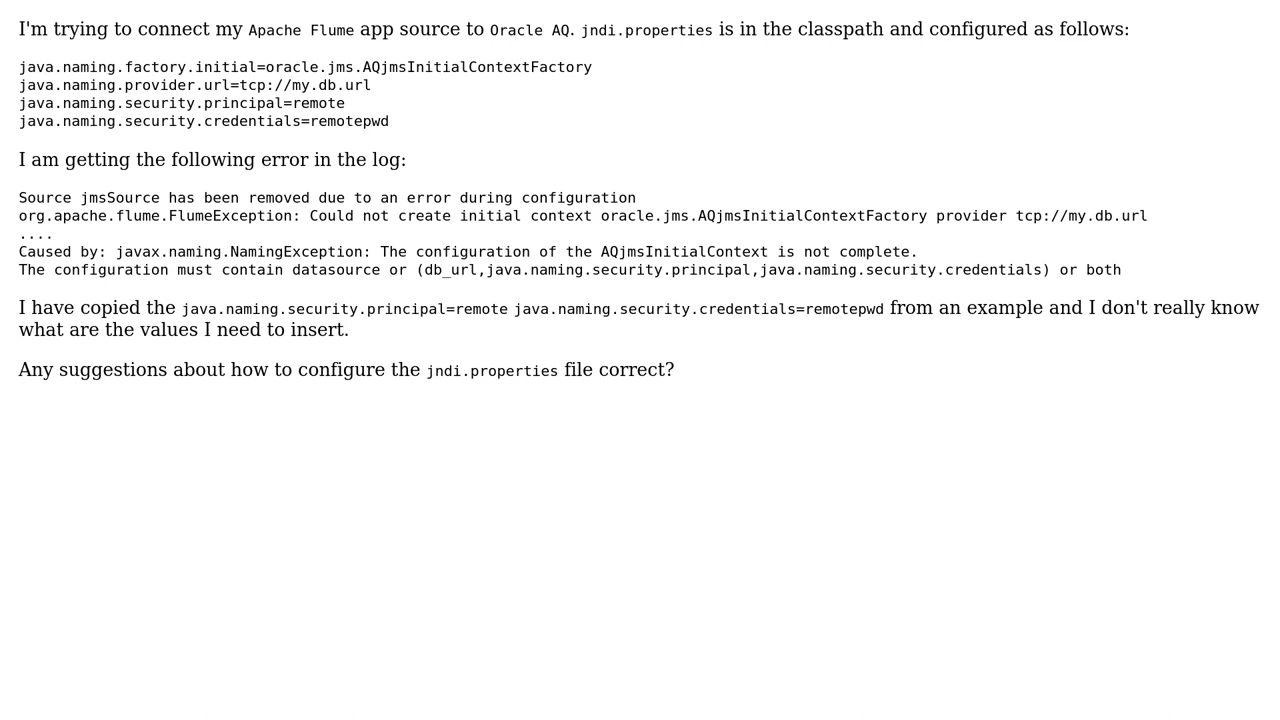 I'm trying to connect my Apache Flume app source to Oracle AQ. jndi.properties is in the classpath and configured as follows:
java.naming.factory.initial=oracle.jms.AQjmsInitialContextFactory
java.naming.provider.url=tcp://my.db.url
java.naming.security.principal=remote
java.naming.security.credentials=remotepwd
I am getting the following error in the log:
Source jmsSource has been removed due to an error during configuration
org.apache.flume.FlumeException: Could not create initial context oracle.jms.AQjmsInitialContextFactory provider tcp://my.db.url
....
Caused by: javax.naming.NamingException: The configuration of the AQjmsInitialContext is not complete.
The configuration must contain datasource or (db_url,java.naming.security.principal,java.naming.security.credentials) or both
I have copied the java.naming.security.principal=remote java.naming.security.credentials=remotepwd from an example and I don't really know
what are the values I need to insert.
Any suggestions about how to configure the jndi.properties file correct?